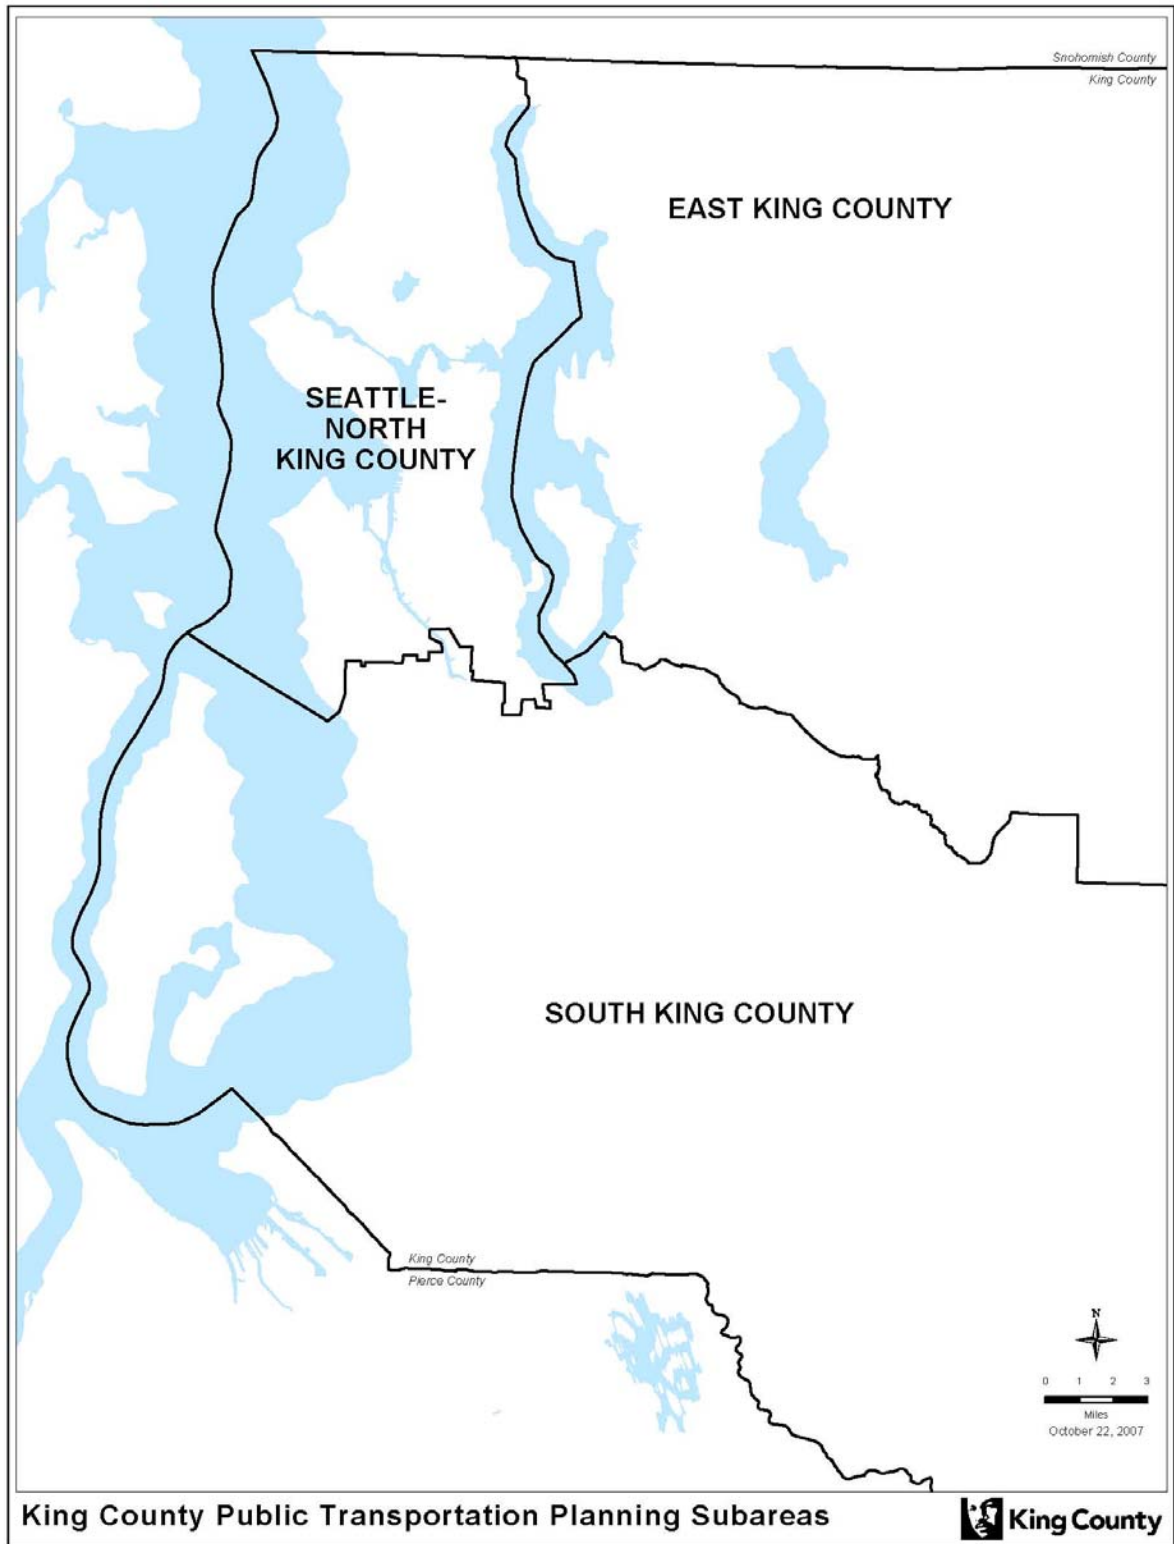 Snohomish County
King County
EAST KING COUNTY
SEATTLE-
NORTH
KING COUNTY
SOUTH KING COUNTY
King County
Pierce County
N
0 1 2 3
Miles
October 22, 2007
King County Public Transportation Planning Subareas
King County